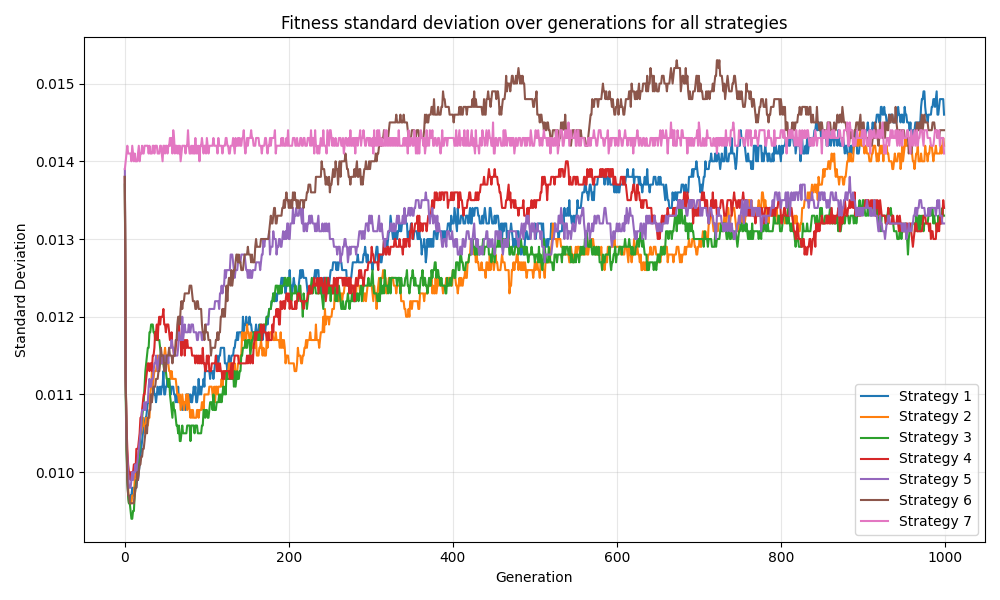 Fitness standard deviation over generations for all strategies
Standard Deviation
0.015
0.014
0.013
0.012
0.011
0.010
0
200
400
600
800
1000
Generation
Strategy 1
Strategy 2
Strategy 3
Strategy 4
Strategy 5
Strategy 6
Strategy 7